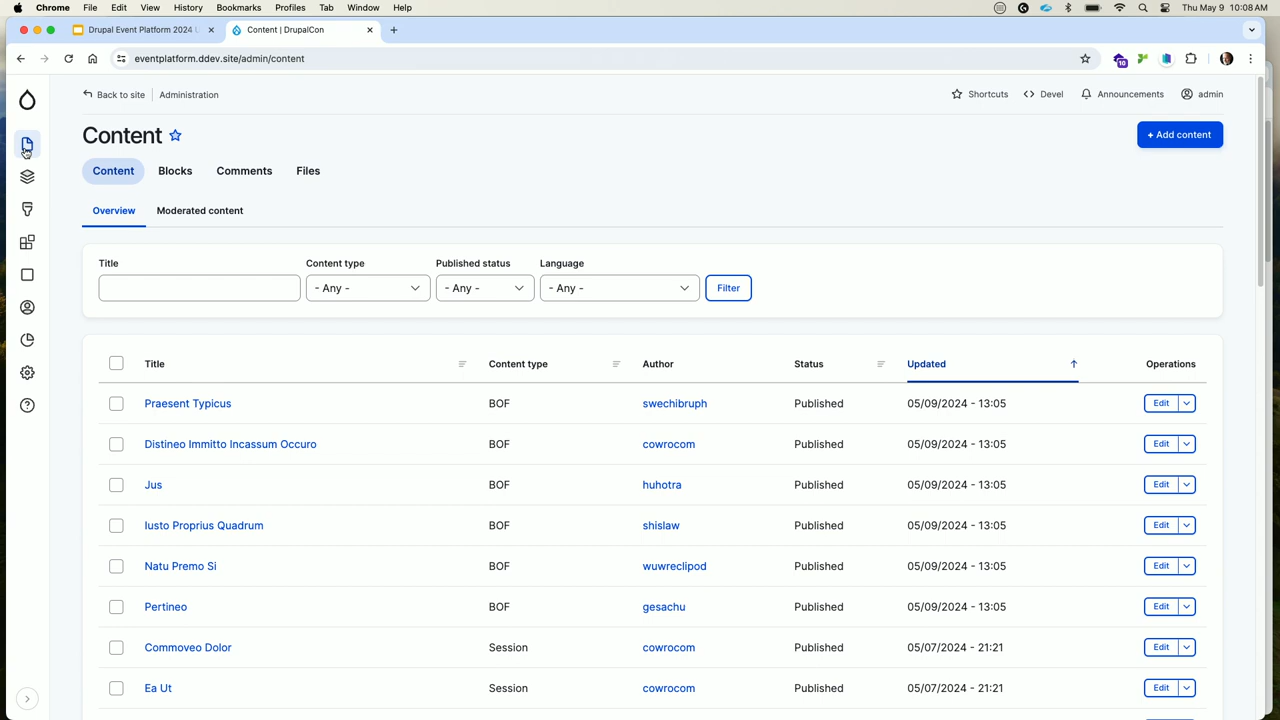 Chrome File Edit View History Bookmarks Profiles Tab Window Help Thu May 9 10:08 AM
Drupal Event Platform 2024 Content | DrupalCon
eventplatform.ddev.site/admin/content 10
Back to site Administration Shortcuts Devel Announcements admin
Content + Add content
Content Blocks Comments Files
Overview Moderated content
Title Content type Published status Language
- Any - - Any - - Any - Filter
Title Content type Author Status Updated Operations
Praesent Typicus BOF swechibruph Published 05/09/2024 - 13:05 Edit
Distineo Immitto Incassum Occuro BOF cowrocom Published 05/09/2024 - 13:05 Edit
Jus BOF huhotra Published 05/09/2024 - 13:05 Edit
Iusto Proprius Quadrum BOF shislaw Published 05/09/2024 - 13:05 Edit
Natu Premo Si BOF wuwreclipod Published 05/09/2024 - 13:05 Edit
Pertineo BOF gesachu Published 05/09/2024 - 13:05 Edit
Commoveo Dolor Session cowrocom Published 05/07/2024 - 21:21 Edit
Ea Ut Session cowrocom Published 05/07/2024 - 21:21 Edit